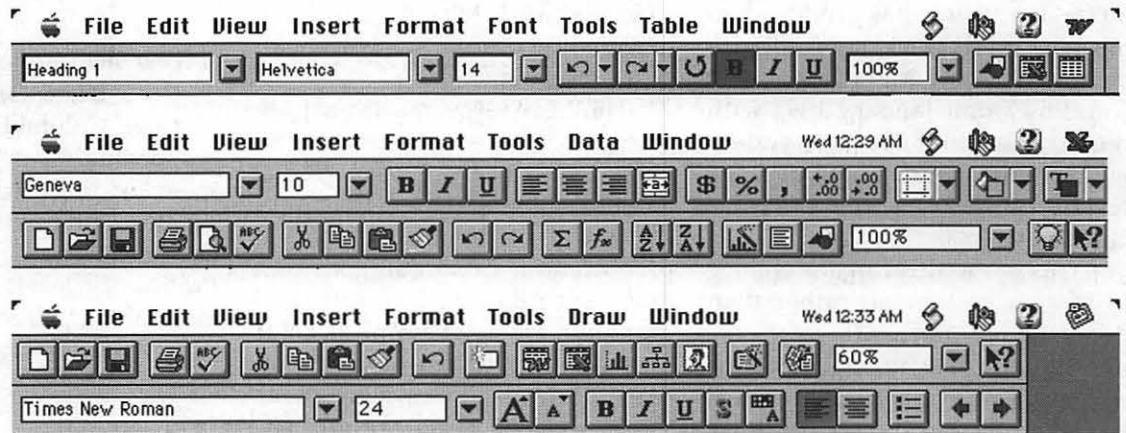 File Edit View Insert Format Font Tools Table Window
Heading 1 Helvetica 14 B I U 100%
File Edit View Insert Format Tools Data Window Wed 12:29 AM
Geneva 10 B I U a $ % , .0 .00 .00 .0 T
ABC Σ f A Z Z A 100% ?
File Edit View Insert Format Tools Draw Window Wed 12:33 AM
ABC 60% ?
Times New Roman 24 A A B I U S A